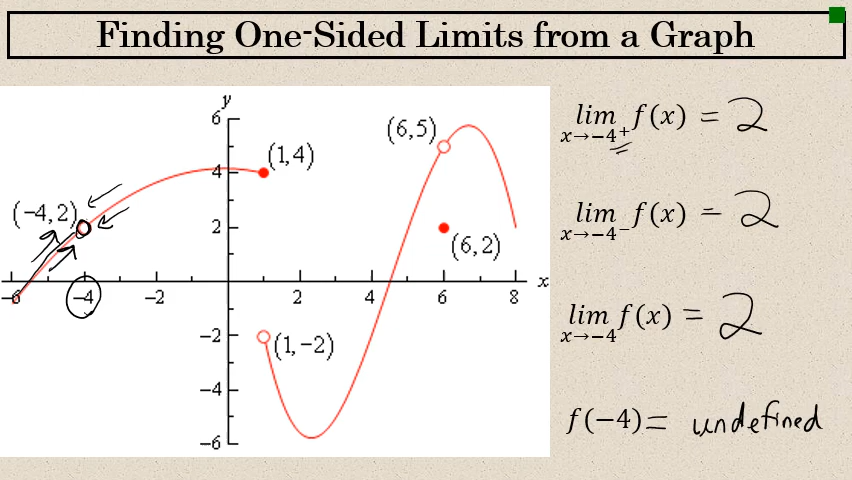 Finding One-Sided Limits from a Graph
y
6
4
2
-2
-4
-6
-6 -4 -2 2 4 6 8 x
(-4,2)
(1,4)
(6,5)
(6,2)
(1,-2)
lim f(x) = 2
x→-4⁺
lim f(x) = 2
x→-4⁻
lim f(x) = 2
x→-4
f(-4) = undefined